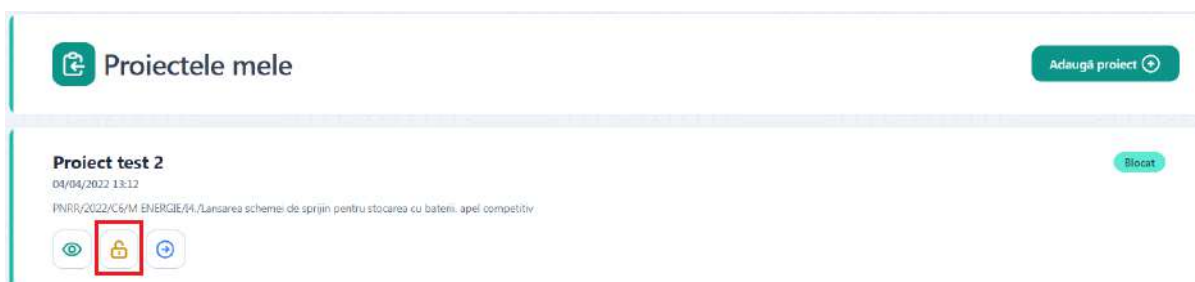 Proiectele mele
Adaugă proiect
Proiect test 2
Blocat
04/04/2022 13:12
PNRR/2022/C6/M ENERGIE/I4./Lansarea schemei de sprijin pentru stocarea cu baterii. apel competitiv